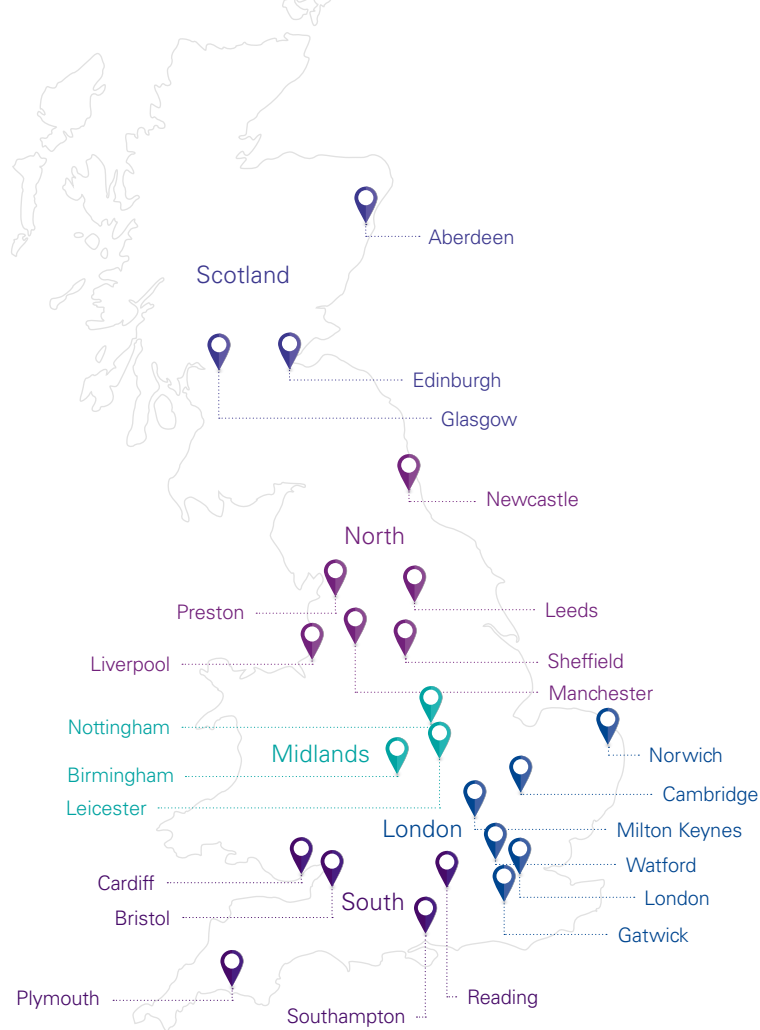 Aberdeen
Scotland
Edinburgh
Glasgow
Newcastle
North
Preston
Leeds
Liverpool
Sheffield
Manchester
Nottingham
Midlands
Norwich
Birmingham
Cambridge
Leicester
London
Milton Keynes
Watford
Cardiff
London
South
Bristol
Gatwick
Plymouth
Reading
Southampton